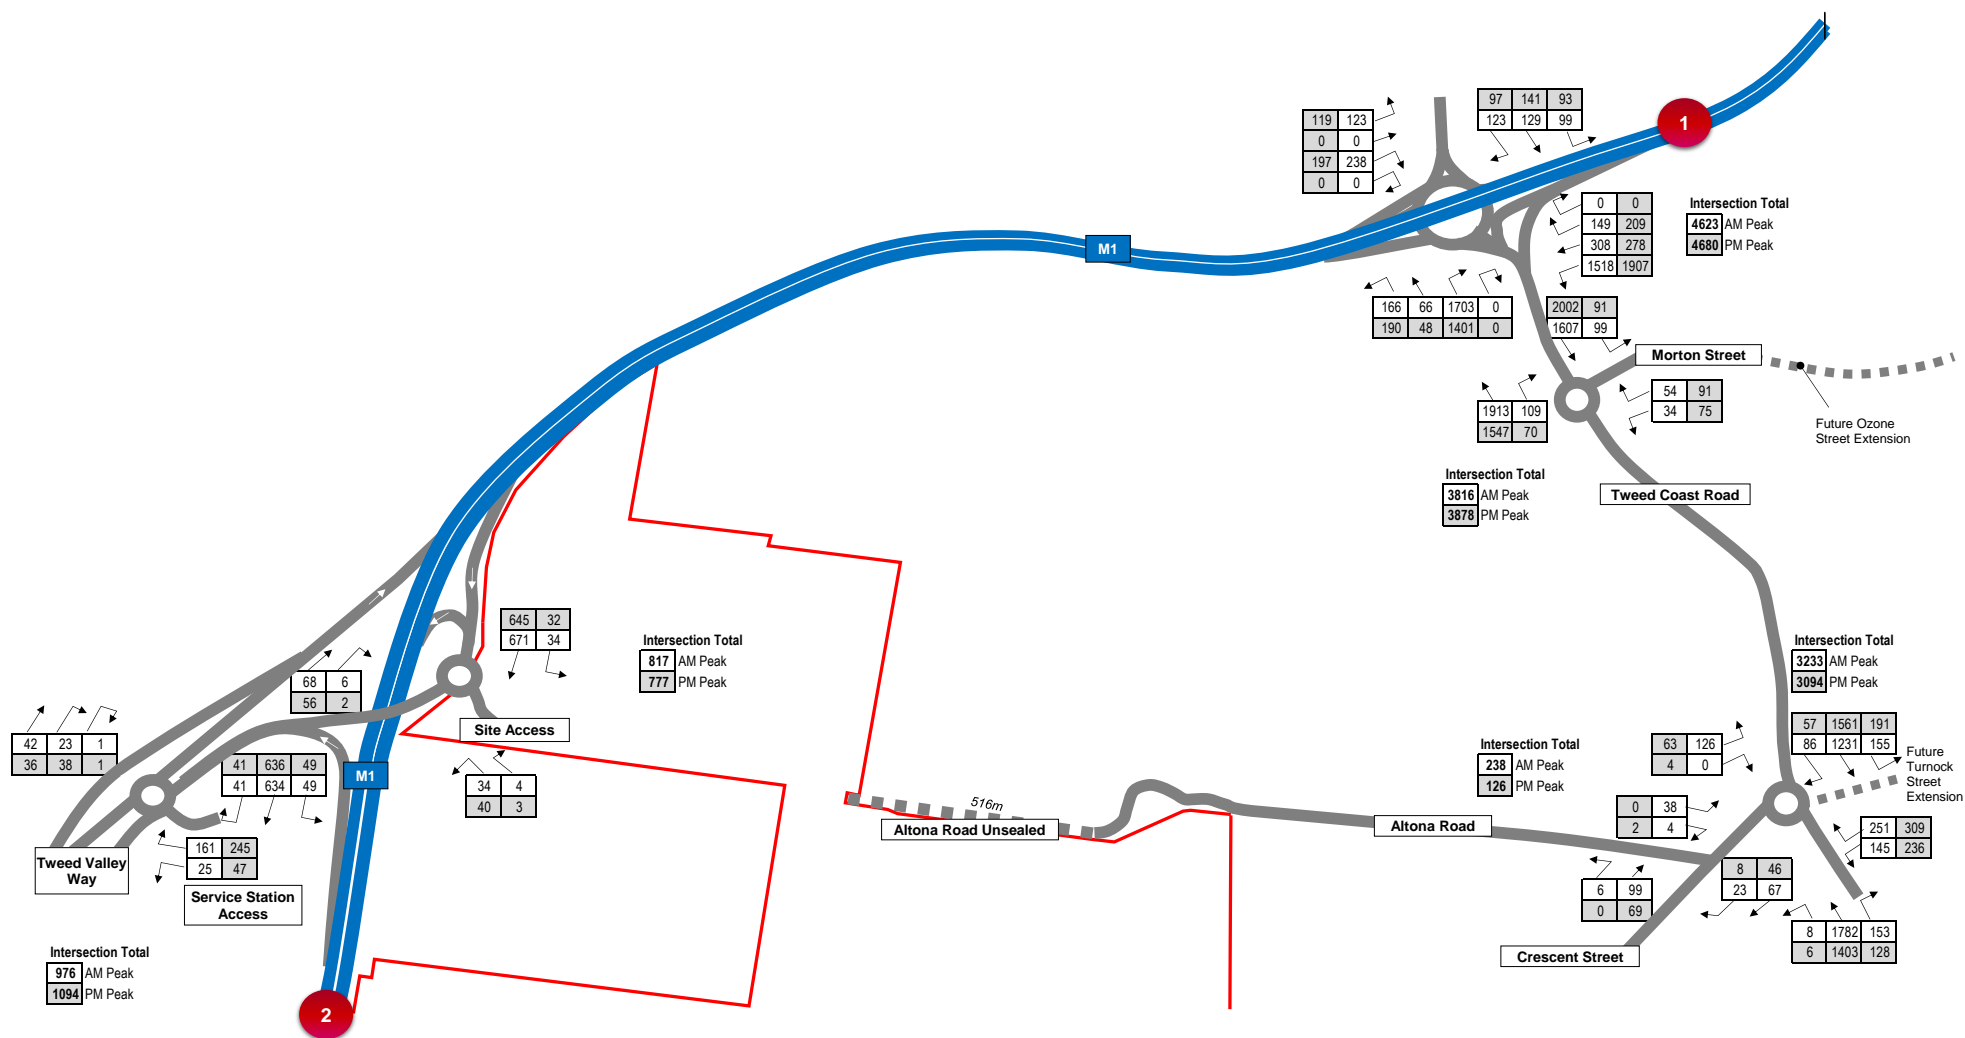 1
97 141 93
123 129 99
119 123
0 0
197 238
0 0
0 0
149 209
308 278
1518 1907
Intersection Total
4623 AM Peak
4680 PM Peak
M1
166 66 1703 0
190 48 1401 0
2002 91
1607 99
Morton Street
54 91
34 75
1913 109
1547 70
Future Ozone
Street Extension
Intersection Total
3816 AM Peak
3878 PM Peak
Tweed Coast Road
645 32
671 34
Intersection Total
817 AM Peak
777 PM Peak
68 6
56 2
Site Access
34 4
40 3
42 23 1
36 38 1
41 636 49
41 634 49
M1
161 245
25 47
Tweed Valley
Way
Service Station
Access
Intersection Total
976 AM Peak
1094 PM Peak
2
516m
Altona Road Unsealed
Altona Road
Intersection Total
3233 AM Peak
3094 PM Peak
57 1561 191
86 1231 155
63 126
4 0
Future
Turnock
Street
Extension
Intersection Total
238 AM Peak
126 PM Peak
0 38
2 4
251 309
145 236
8 46
23 67
6 99
0 69
8 1782 153
6 1403 128
Crescent Street